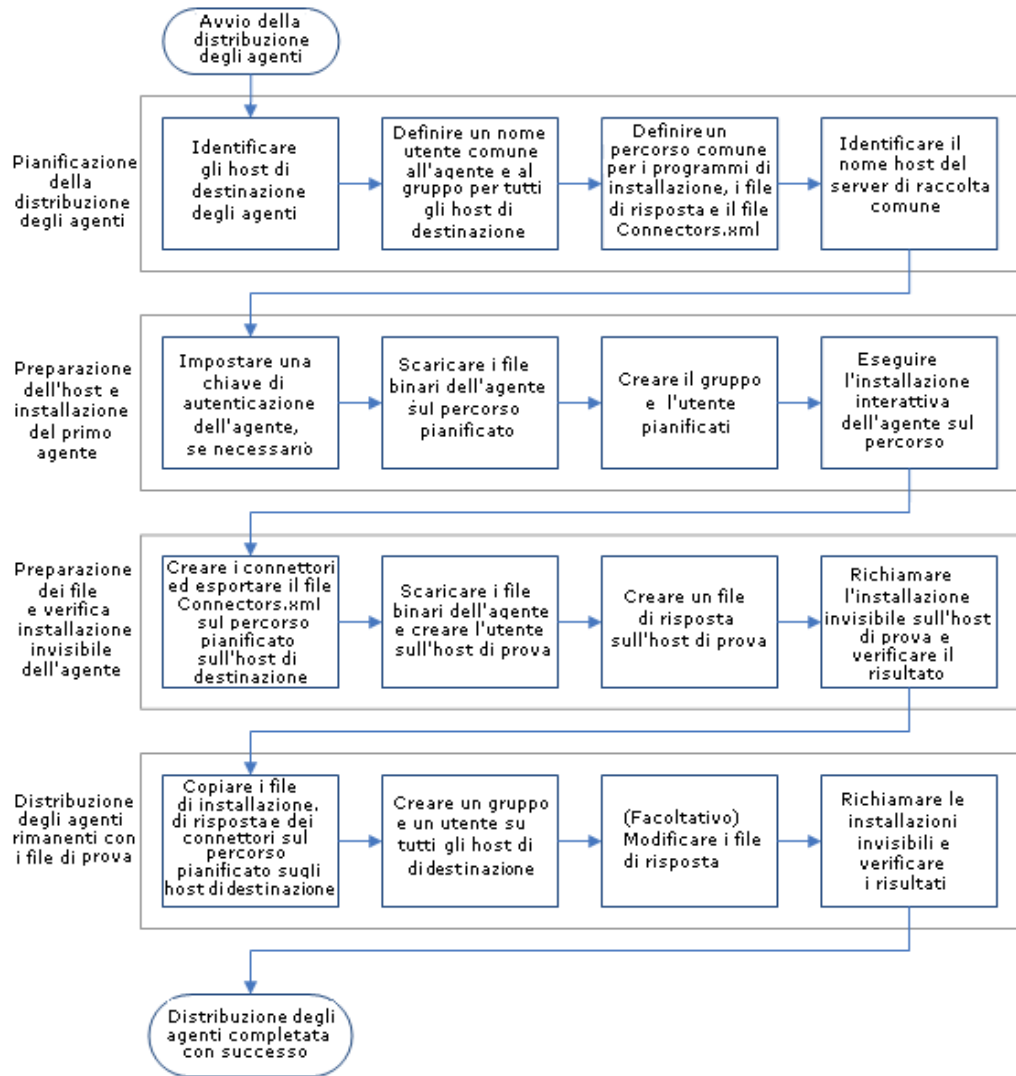 Avvio della
distribuzione
degli agenti
Pianificazione
della
distribuzione
degli agenti
Identificare
gli host di
destinazione
degli agenti
Definire un nome
utente comune
all'agente e al
gruppo per tutti
gli host di
destinazione
Definire un
percorso comune
per i programmi di
installazione, i file
di risposta e il file
Connectors.xml
Identificare il
nome host del
server di raccolta
comune
Preparazione
dell'host e
installazione
del primo
agente
Impostare una
chiave di
autenticazione
dell'agente,
se necessario
Scaricare i file
binari dell'agente
sul percorso
pianificato
Creare il gruppo
e l'utente
pianificati
Eseguire
l'installazione
interattiva
dell'agente sul
percorso
Preparazione
dei file
e verifica
installazione
invisibile
dell'agente
Creare i connettori
ed esportare il file
Connectors.xml
sul percorso
pianificato
sull'host di
destinazione
Scaricare i file
binari dell'agente
e creare l'utente
sull'host di prova
Creare un file
di risposta
sull'host di prova
Richiamare
l'installazione
invisibile sull'host
di prova e
verificare il
risultato
Distribuzione
degli agenti
rimanenti con
i file di prova
Copiare i file
di installazione,
di risposta e dei
connettori sul
percorso
pianificato sugli
host di destinazione
Creare un gruppo
e un utente su
tutti gli host di
di destinazione
(Facoltativo)
Modificare i file
di risposta
Richiamare le
installazioni
invisibili e
verificare
i risultati
Distribuzione degli
agenti completata
con successo